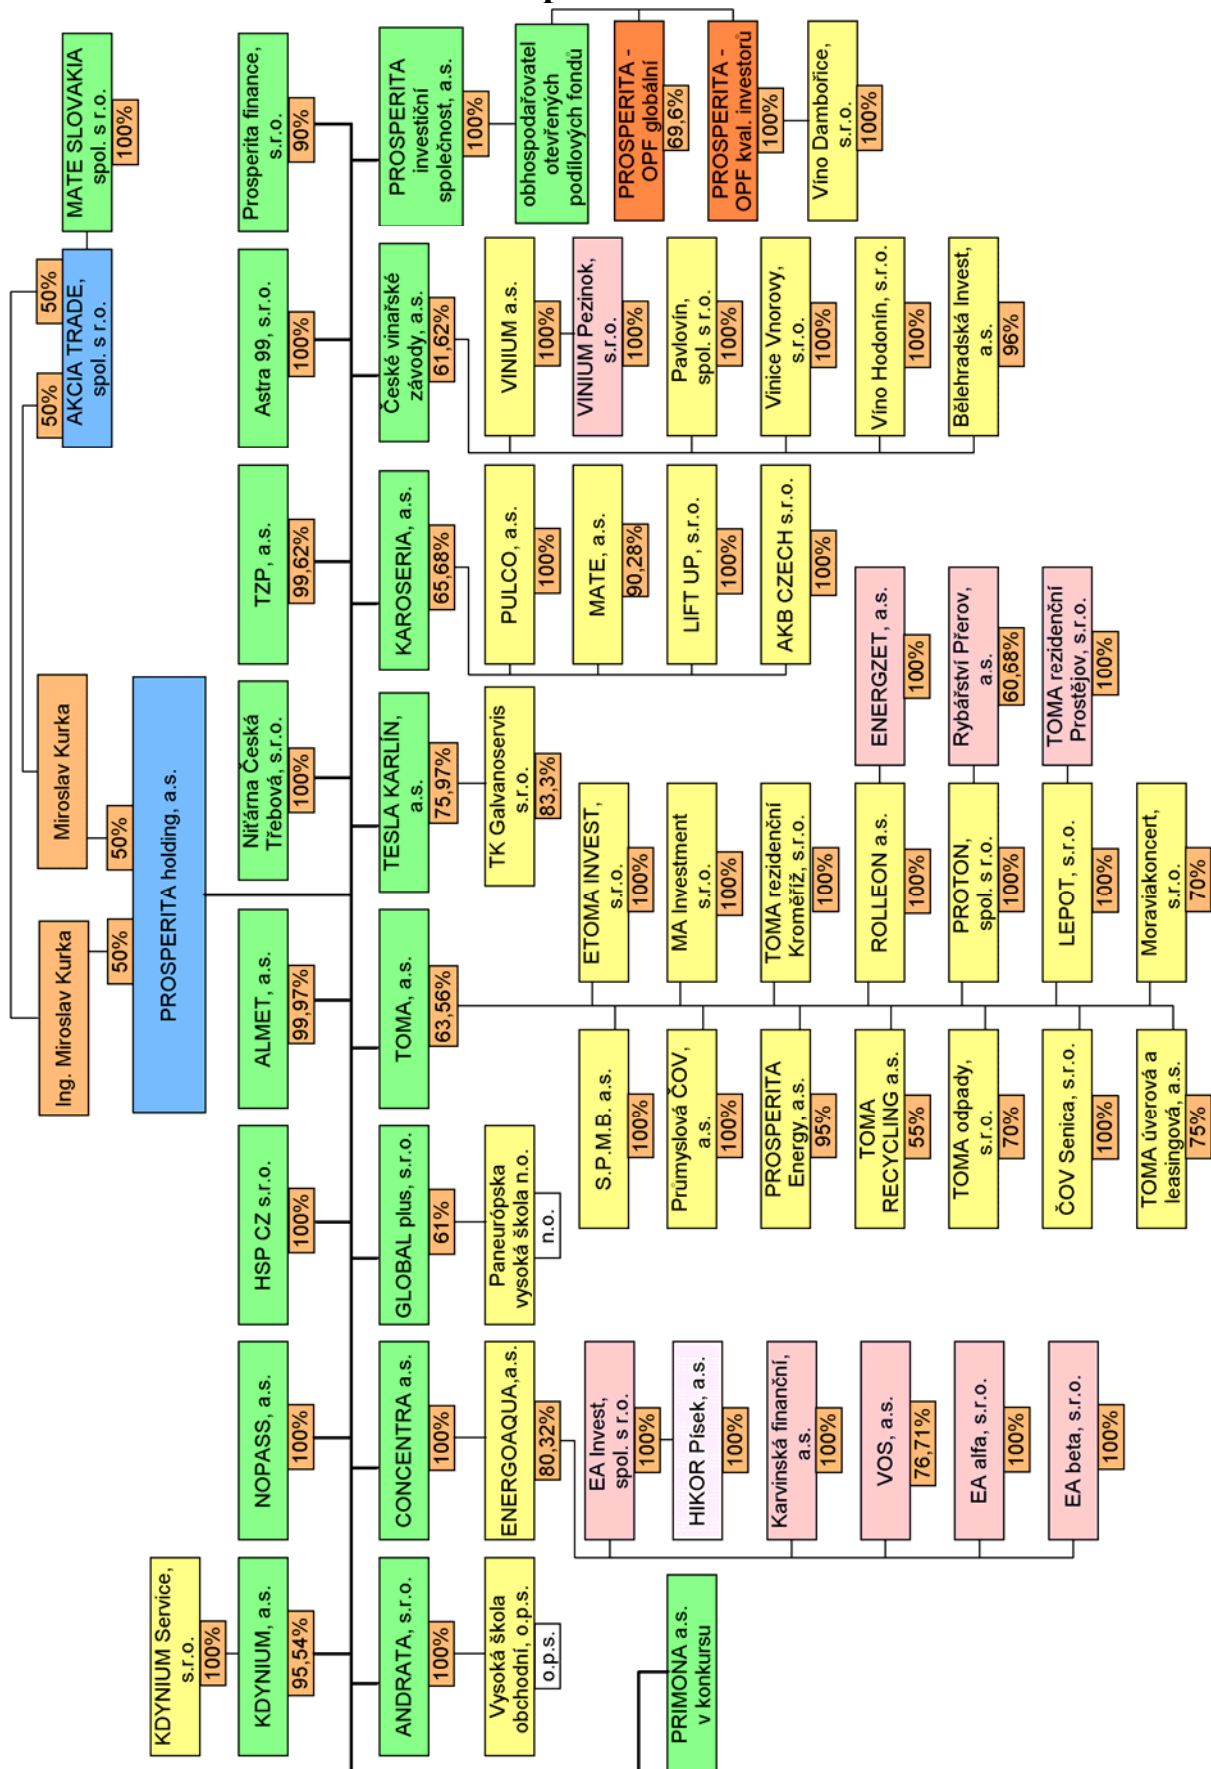 Ing. Miroslav Kurka
Miroslav Kurka
50%
50%
50%
50%
PROSPERITA holding, a.s.
AKCIA TRADE,
spol. s r.o.
MATE SLOVAKIA
spol. s r.o.
100%
KDYNIUM Service,
s.r.o.
100%
KDYNIUM, a.s.
95,54%
NOPASS, a.s.
100%
HSP CZ s.r.o.
100%
ALMET, a.s.
99,97%
Niťárna Česká
Třebová, s.r.o.
100%
TZP, a.s.
99,62%
Astra 99, s.r.o.
100%
Prosperita finance,
s.r.o.
90%
ANDRATA, s.r.o.
100%
Vysoká škola
obchodní, o.p.s.
o.p.s.
CONCENTRA a.s.
100%
ENERGOAQUA,a.s.
80,32%
EA Invest,
spol. s r.o.
100%
HIKOR Písek, a.s.
100%
Karvinská finanční,
a.s.
100%
VOS, a.s.
76,71%
EA alfa, s.r.o.
100%
EA beta, s.r.o.
100%
GLOBAL plus, s.r.o.
61%
Paneurópska
vysoká škola n.o.
n.o.
TOMA, a.s.
63,56%
S.P.M.B. a.s.
100%
ETOMA INVEST,
s.r.o.
100%
Průmyslová ČOV,
a.s.
100%
MA Investment
s.r.o.
100%
PROSPERITA
Energy, a.s.
95%
TOMA rezidenční
Kroměříž, s.r.o.
100%
TOMA
RECYCLING a.s.
55%
ROLLEON a.s.
100%
ENERGZET, a.s.
100%
TOMA odpady,
s.r.o.
70%
PROTON,
spol. s r.o.
100%
Rybářství Přerov,
a.s.
60,68%
ČOV Senica, s.r.o.
100%
LEPOT, s.r.o.
100%
TOMA rezidenční
Prostějov, s.r.o.
100%
TOMA úverová a
leasingová, a.s.
75%
Moraviakoncert,
s.r.o.
70%
TESLA KARLÍN,
a.s.
75,97%
TK Galvanoservis
s.r.o.
83,3%
KAROSERIA, a.s.
65,68%
PULCO, a.s.
100%
MATE, a.s.
90,28%
LIFT UP, s.r.o.
100%
AKB CZECH s.r.o.
100%
České vinařské
závody, a.s.
61,62%
VINIUM a.s.
100%
VINIUM Pezinok,
s.r.o.
100%
Pavlovín,
spol. s r.o.
100%
Vinice Vnorovy,
s.r.o.
100%
Víno Hodonín, s.r.o.
100%
Bělehradská Invest,
a.s.
96%
PROSPERITA
investiční
společnost, a.s.
100%
obhospodařovatel
otevřených
podílových fondů
PROSPERITA -
OPF globální
69,6%
PROSPERITA -
OPF kval. investorů
100%
Víno Dambořice,
s.r.o.
100%
PRIMONA a.s.
v konkursu